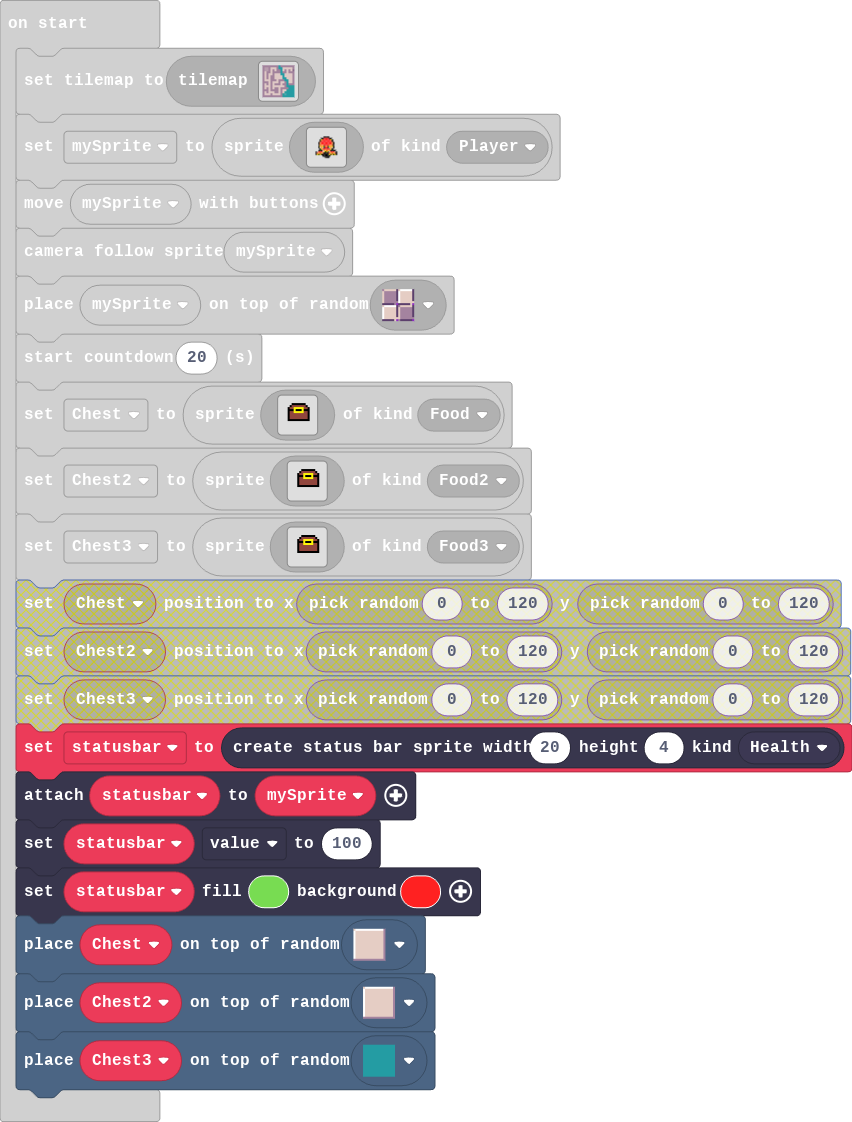 on start
set tilemap to tilemap
set mySprite to sprite of kind Player
move mySprite with buttons
camera follow sprite mySprite
place mySprite on top of random
start countdown 20 (s)
set Chest to sprite of kind Food
set Chest2 to sprite of kind Food2
set Chest3 to sprite of kind Food3
set Chest position to x pick random 0 to 120 y pick random 0 to 120
set Chest2 position to x pick random 0 to 120 y pick random 0 to 120
set Chest3 position to x pick random 0 to 120 y pick random 0 to 120
set statusbar to create status bar sprite width 20 height 4 kind Health
attach statusbar to mySprite
set statusbar value to 100
set statusbar fill background
place Chest on top of random
place Chest2 on top of random
place Chest3 on top of random